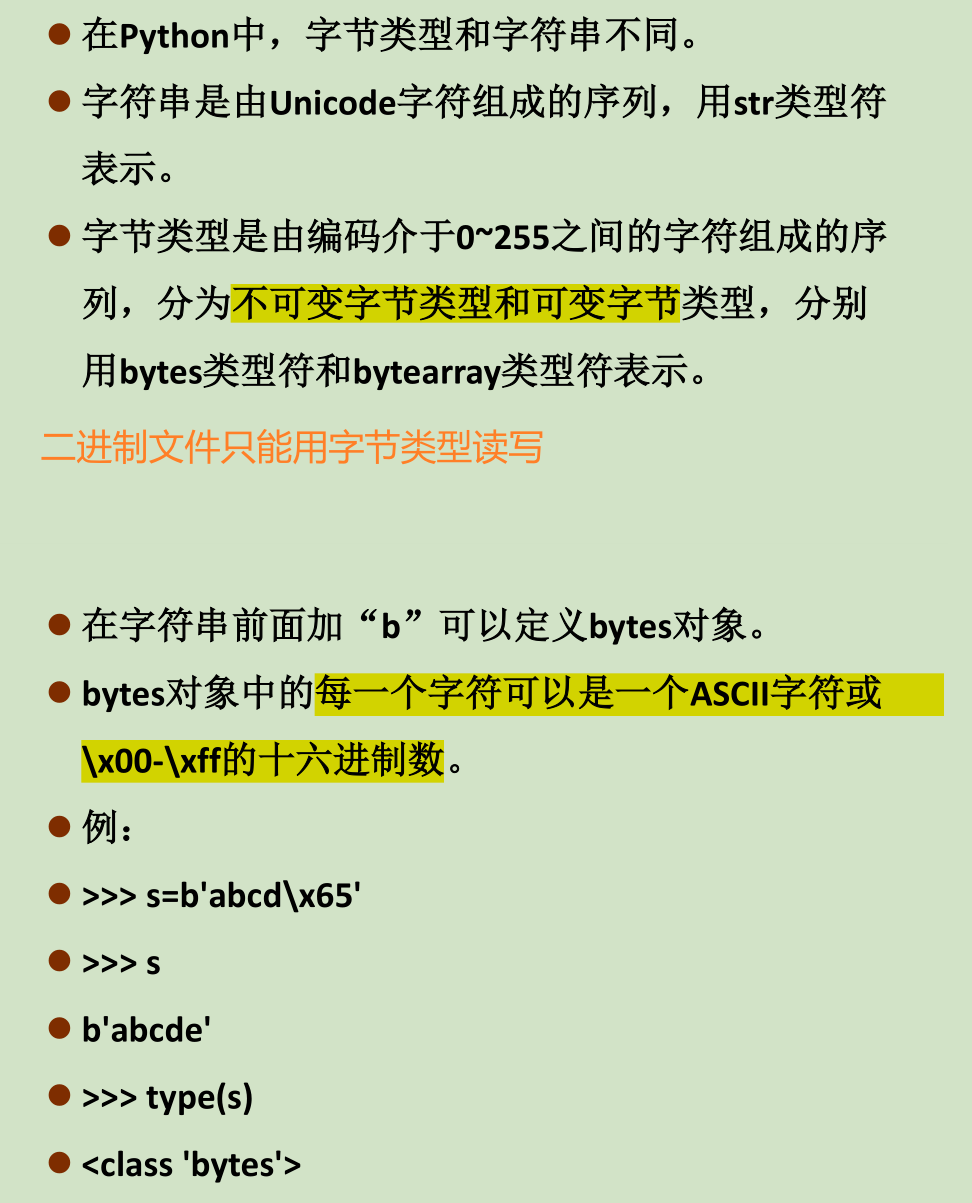 在Python中，字节类型和字符串不同。
字符串是由Unicode字符组成的序列，用str类型符
表示。
字节类型是由编码介于0~255之间的字符组成的序
列，分为不可变字节类型和可变字节类型，分别
用bytes类型符和bytearray类型符表示。
二进制文件只能用字节类型读写
在字符串前面加“b”可以定义bytes对象。
bytes对象中的每一个字符可以是一个ASCII字符或
\x00-\xff的十六进制数。
例：
>>> s=b'abcd\x65'
>>> s
b'abcde'
>>> type(s)
<class 'bytes'>